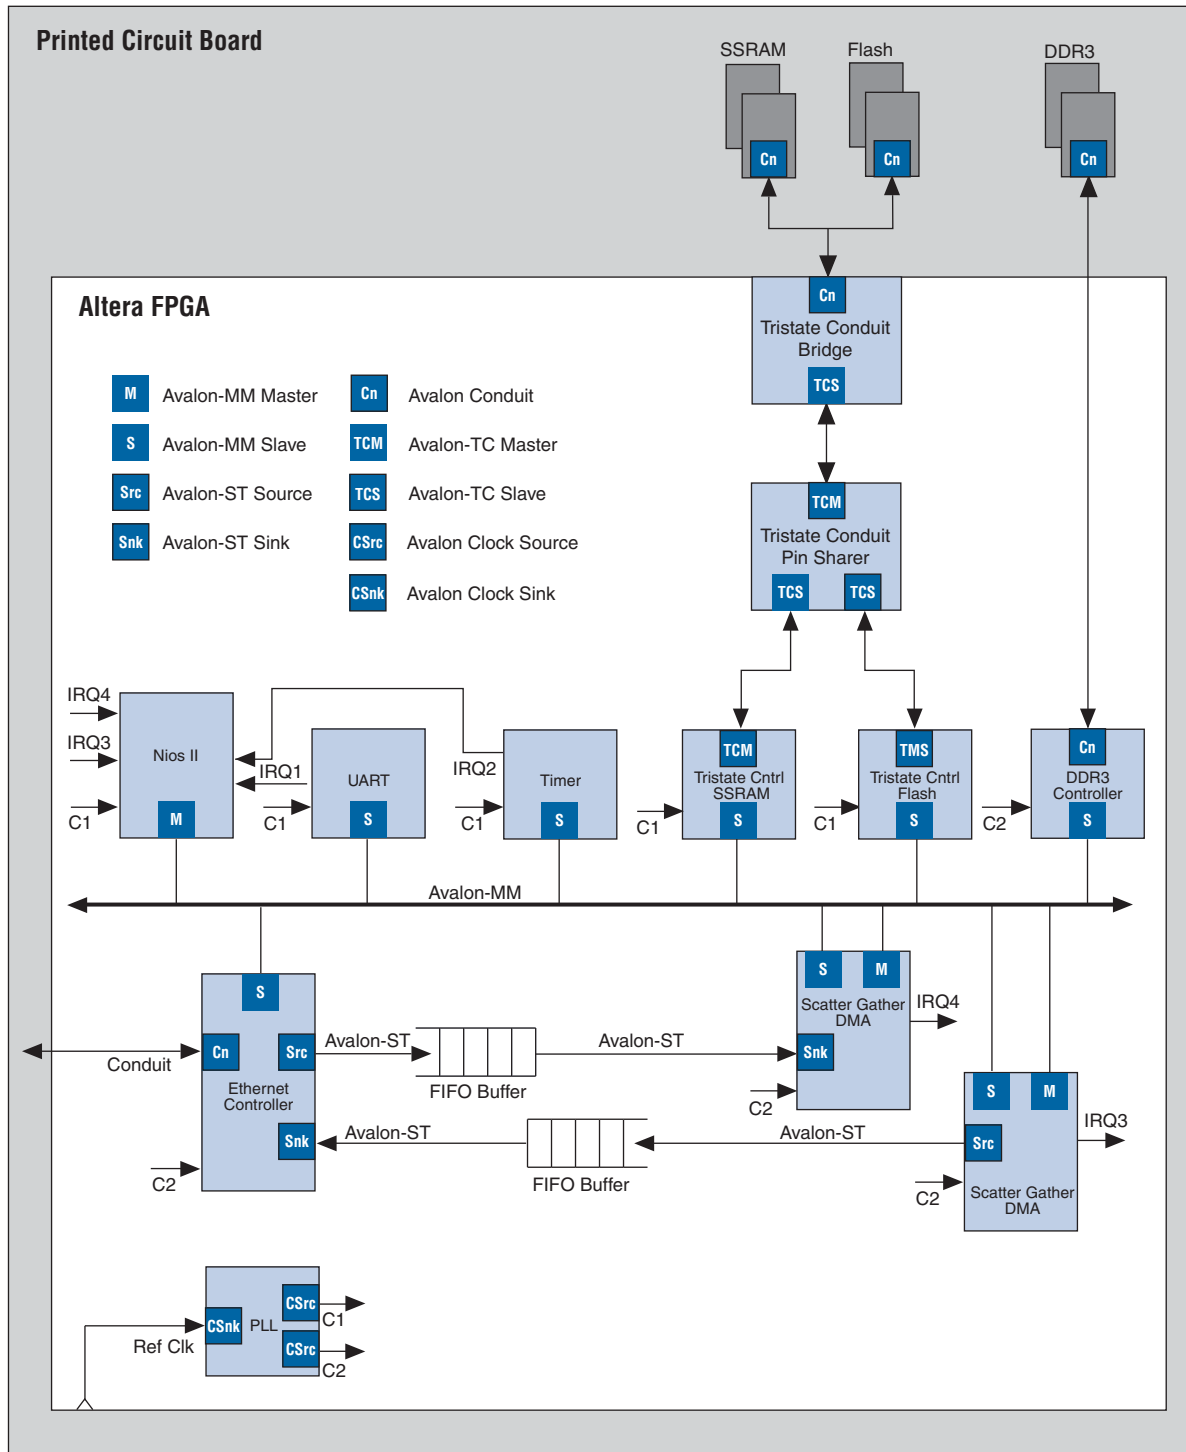 Printed Circuit Board
SSRAM
Flash
DDR3
Cn
Cn
Cn
Altera FPGA
Cn
Tristate Conduit
Bridge
TCS
M Avalon-MM Master
Cn Avalon Conduit
S Avalon-MM Slave
TCM Avalon-TC Master
Src Avalon-ST Source
TCS Avalon-TC Slave
Snk Avalon-ST Sink
CSrc Avalon Clock Source
CSnk Avalon Clock Sink
TCM
Tristate Conduit
Pin Sharer
TCS
TCS
IRQ4
IRQ3
Nios II
C1
M
IRQ1
UART
C1
S
IRQ2
Timer
C1
S
TCM
Tristate Cntrl
SSRAM
C1
S
TMS
Tristate Cntrl
Flash
C1
S
Cn
DDR3
Controller
C2
S
Avalon-MM
S
Cn
Src
Conduit
Ethernet
Controller
Snk
C2
Avalon-ST
FIFO Buffer
Avalon-ST
S
M
Scatter Gather
DMA
IRQ4
Snk
C2
Avalon-ST
FIFO Buffer
Avalon-ST
S
M
Src
IRQ3
C2
Scatter Gather
DMA
CSrc
C1
CSnk
PLL
Ref Clk
CSrc
C2